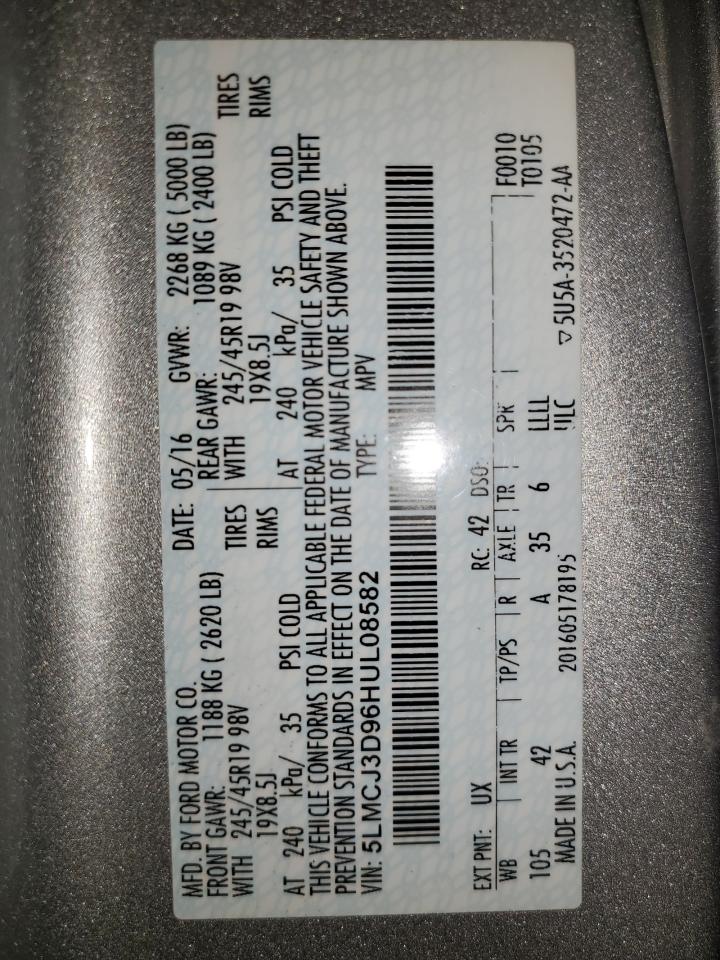 MFD. BY FORD MOTOR CO. DATE: 05/16 GVWR: 2268 KG ( 5000 LB)
FRONT GAWR: 1188 KG ( 2620 LB) REAR GAWR: 1089 KG ( 2400 LB)
WITH 245/45R19 98V TIRES WITH 245/45R19 98V TIRES
19X8.5J RIMS 19X8.5J RIMS
AT 240 kPa/ 35 PSI COLD AT 240 kPa/ 35 PSI COLD
THIS VEHICLE CONFORMS TO ALL APPLICABLE FEDERAL MOTOR VEHICLE SAFETY AND THEFT
PREVENTION STANDARDS IN EFFECT ON THE DATE OF MANUFACTURE SHOWN ABOVE.
VIN: 5LMCJ3D96HUL08582 TYPE: MPV
EXT PNT: UX RC: 42 DSO: F0010
WB INT TR TP/PS R AXLE TR SPR T0105
105 42 A 35 6 LLLL
MADE IN U.S.A. 201605178195 ULC ▽ 5U5A-3520472-AA